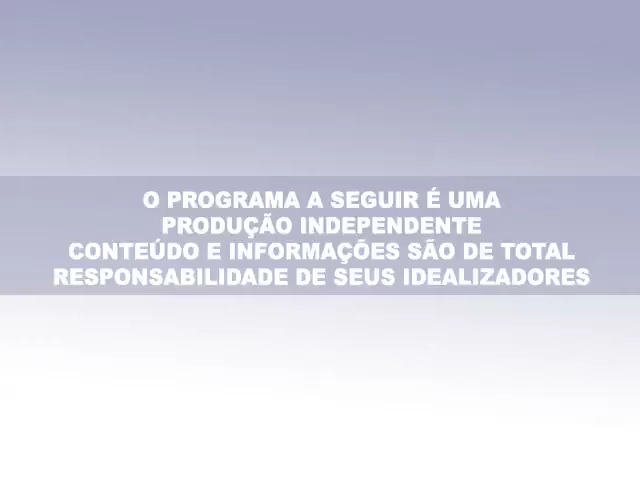 O PROGRAMA A SEGUIR É UMA
PRODUÇÃO INDEPENDENTE
CONTEÚDO E INFORMAÇÕES SÃO DE TOTAL
RESPONSABILIDADE DE SEUS IDEALIZADORES